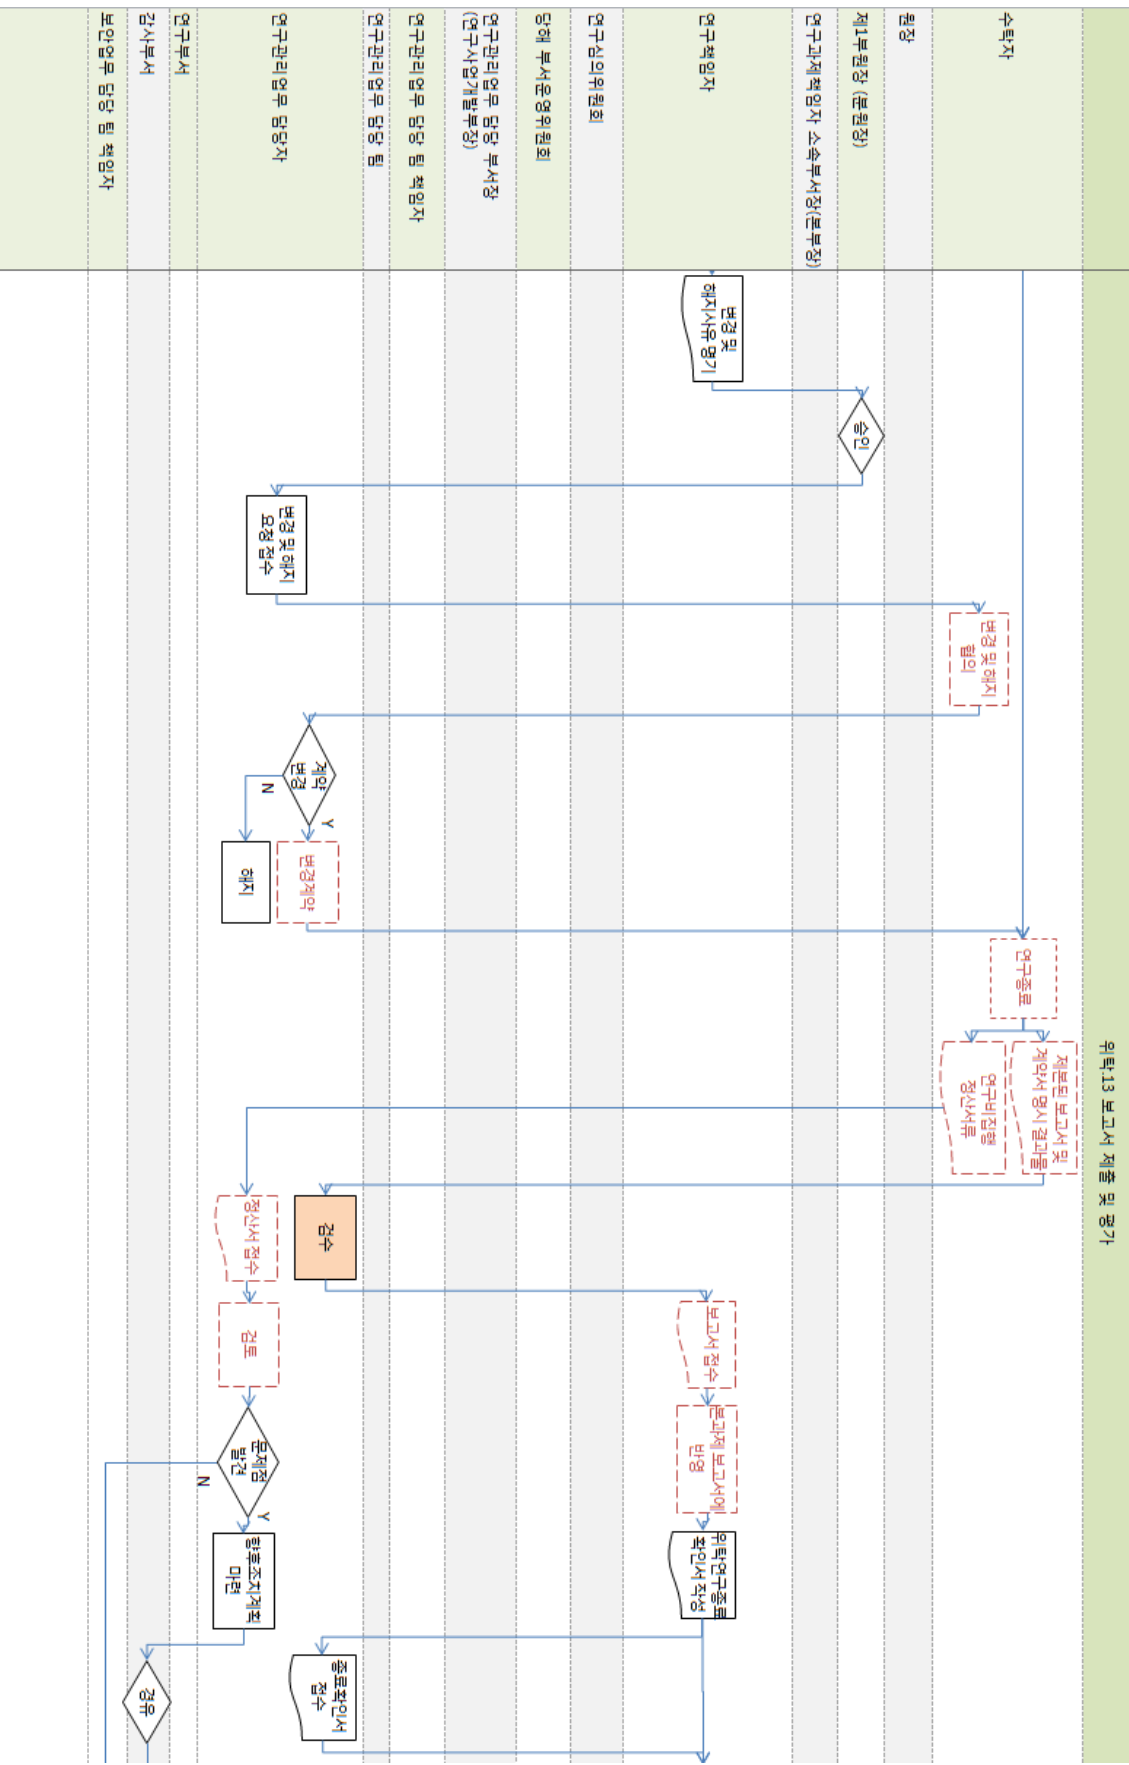 위탁.13 보고서 제출 및 평가
수탁자
원장
제1부원장 (분원장)
연구과제책임자 소속부서장(본부장)
연구책임자
연구심의위원회
당해 부서운영위원회
연구관리업무 담당 부서장
(연구사업개발부장)
연구관리업무 담당 팀 책임자
연구관리업무 담당 팀
연구관리업무 담당자
연구부서
감사부서
보안업무 담당 팀 책임자
변경 및
해지사유 명기
승인
변경 및 해지
요청 접수
변경 및 해지
협의
계약
변경
N
Y
변경계약
해지
연구종료
제본된 보고서 및
계약서 명시 결과물
연구비집행
정산서류
검수
정산서 접수
보고서 접수
검토
본과제 보고서에
반영
문제점
발견
N
Y
위탁연구종료
확인서 작성
향후조치계획
마련
종료확인서
접수
경유